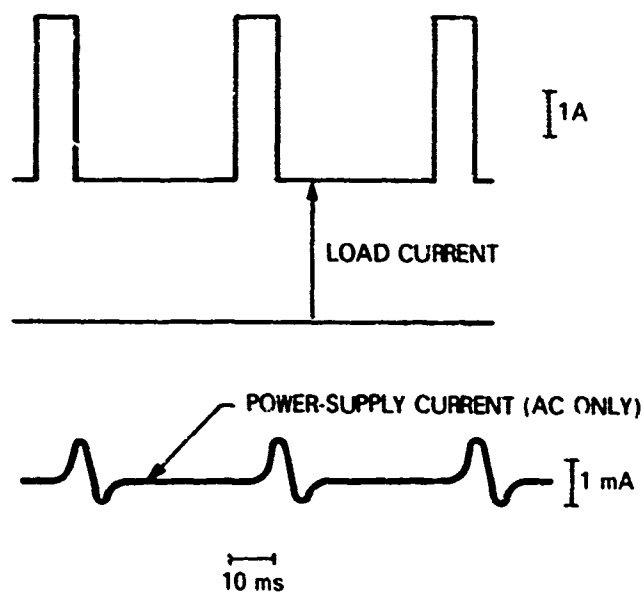 1A
LOAD CURRENT
POWER-SUPPLY CURRENT (AC ONLY)
1 mA
10 ms